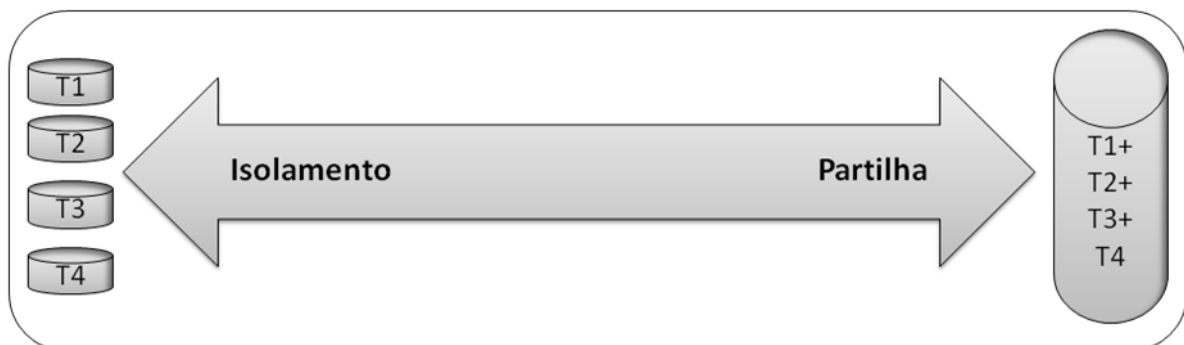 T1
T2
T3
T4
Isolamento
Partilha
T1+
T2+
T3+
T4